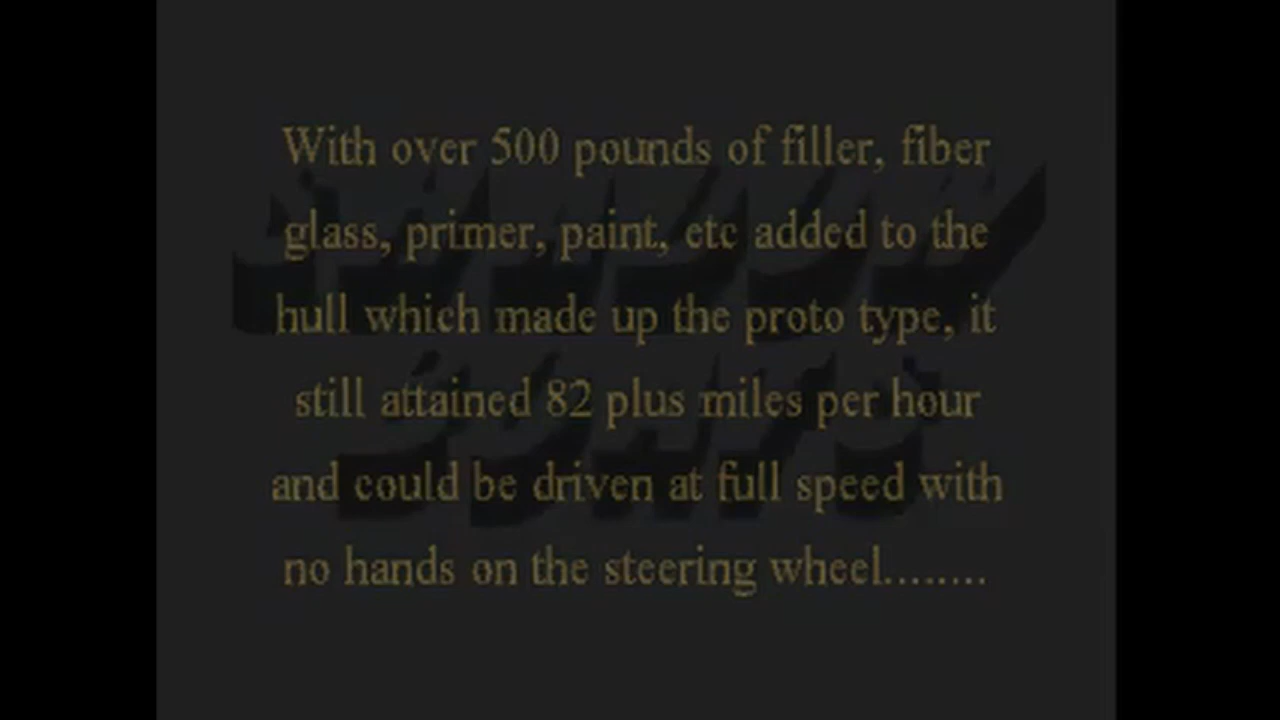 With over 500 pounds of filler, fiber
glass, primer, paint, etc added to the
hull which made up the proto type, it
still attained 82 plus miles per hour
and could be driven at full speed with
no hands on the steering wheel........